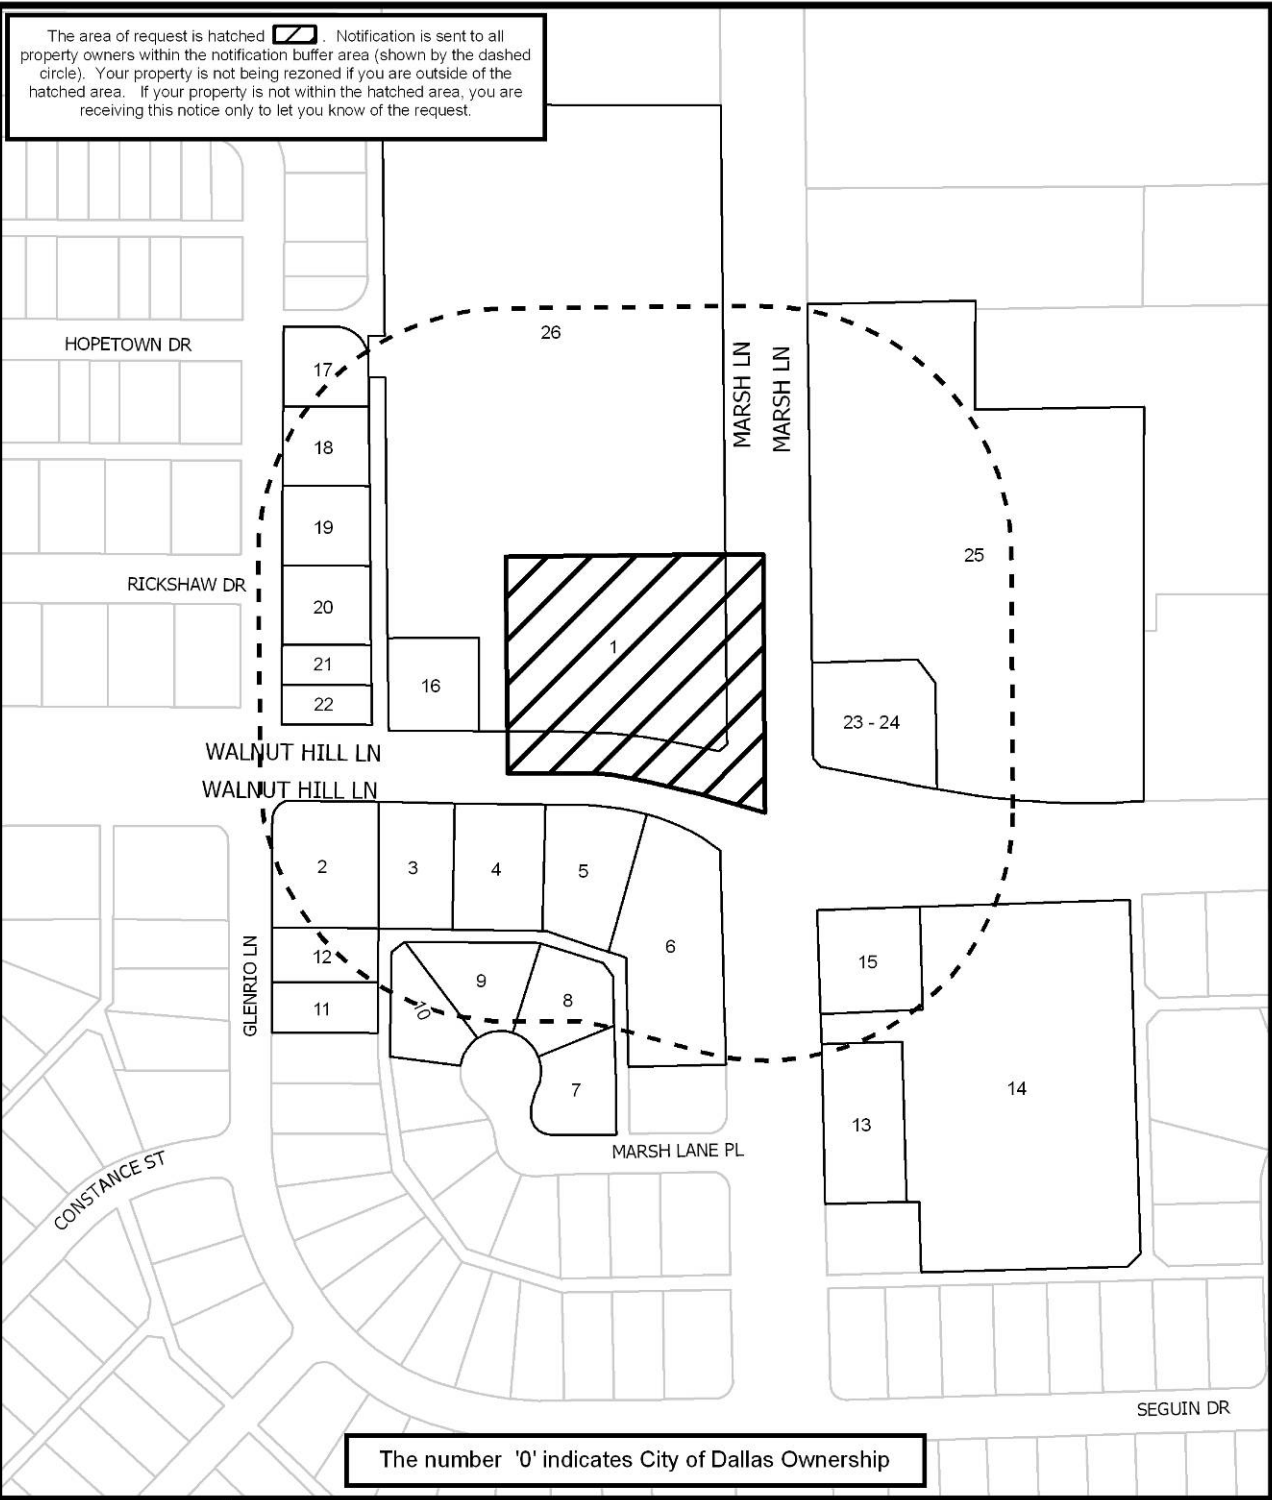 The area of request is hatched . Notification is sent to all
property owners within the notification buffer area (shown by the dashed
circle). Your property is not being rezoned if you are outside of the
hatched area. If your property is not within the hatched area, you are
receiving this notice only to let you know of the request.
26
HOPETOWN DR
17
MARSH LN
MARSH LN
18
19
25
RICKSHAW DR
20
1
21
16
22
23 - 24
WALNUT HILL LN
WALNUT HILL LN
2
3
4
5
6
GLENRIO LN
12
15
9
8
10
11
7
14
13
MARSH LANE PL
CONSTANCE ST
SEGUIN DR
The number '0' indicates City of Dallas Ownership